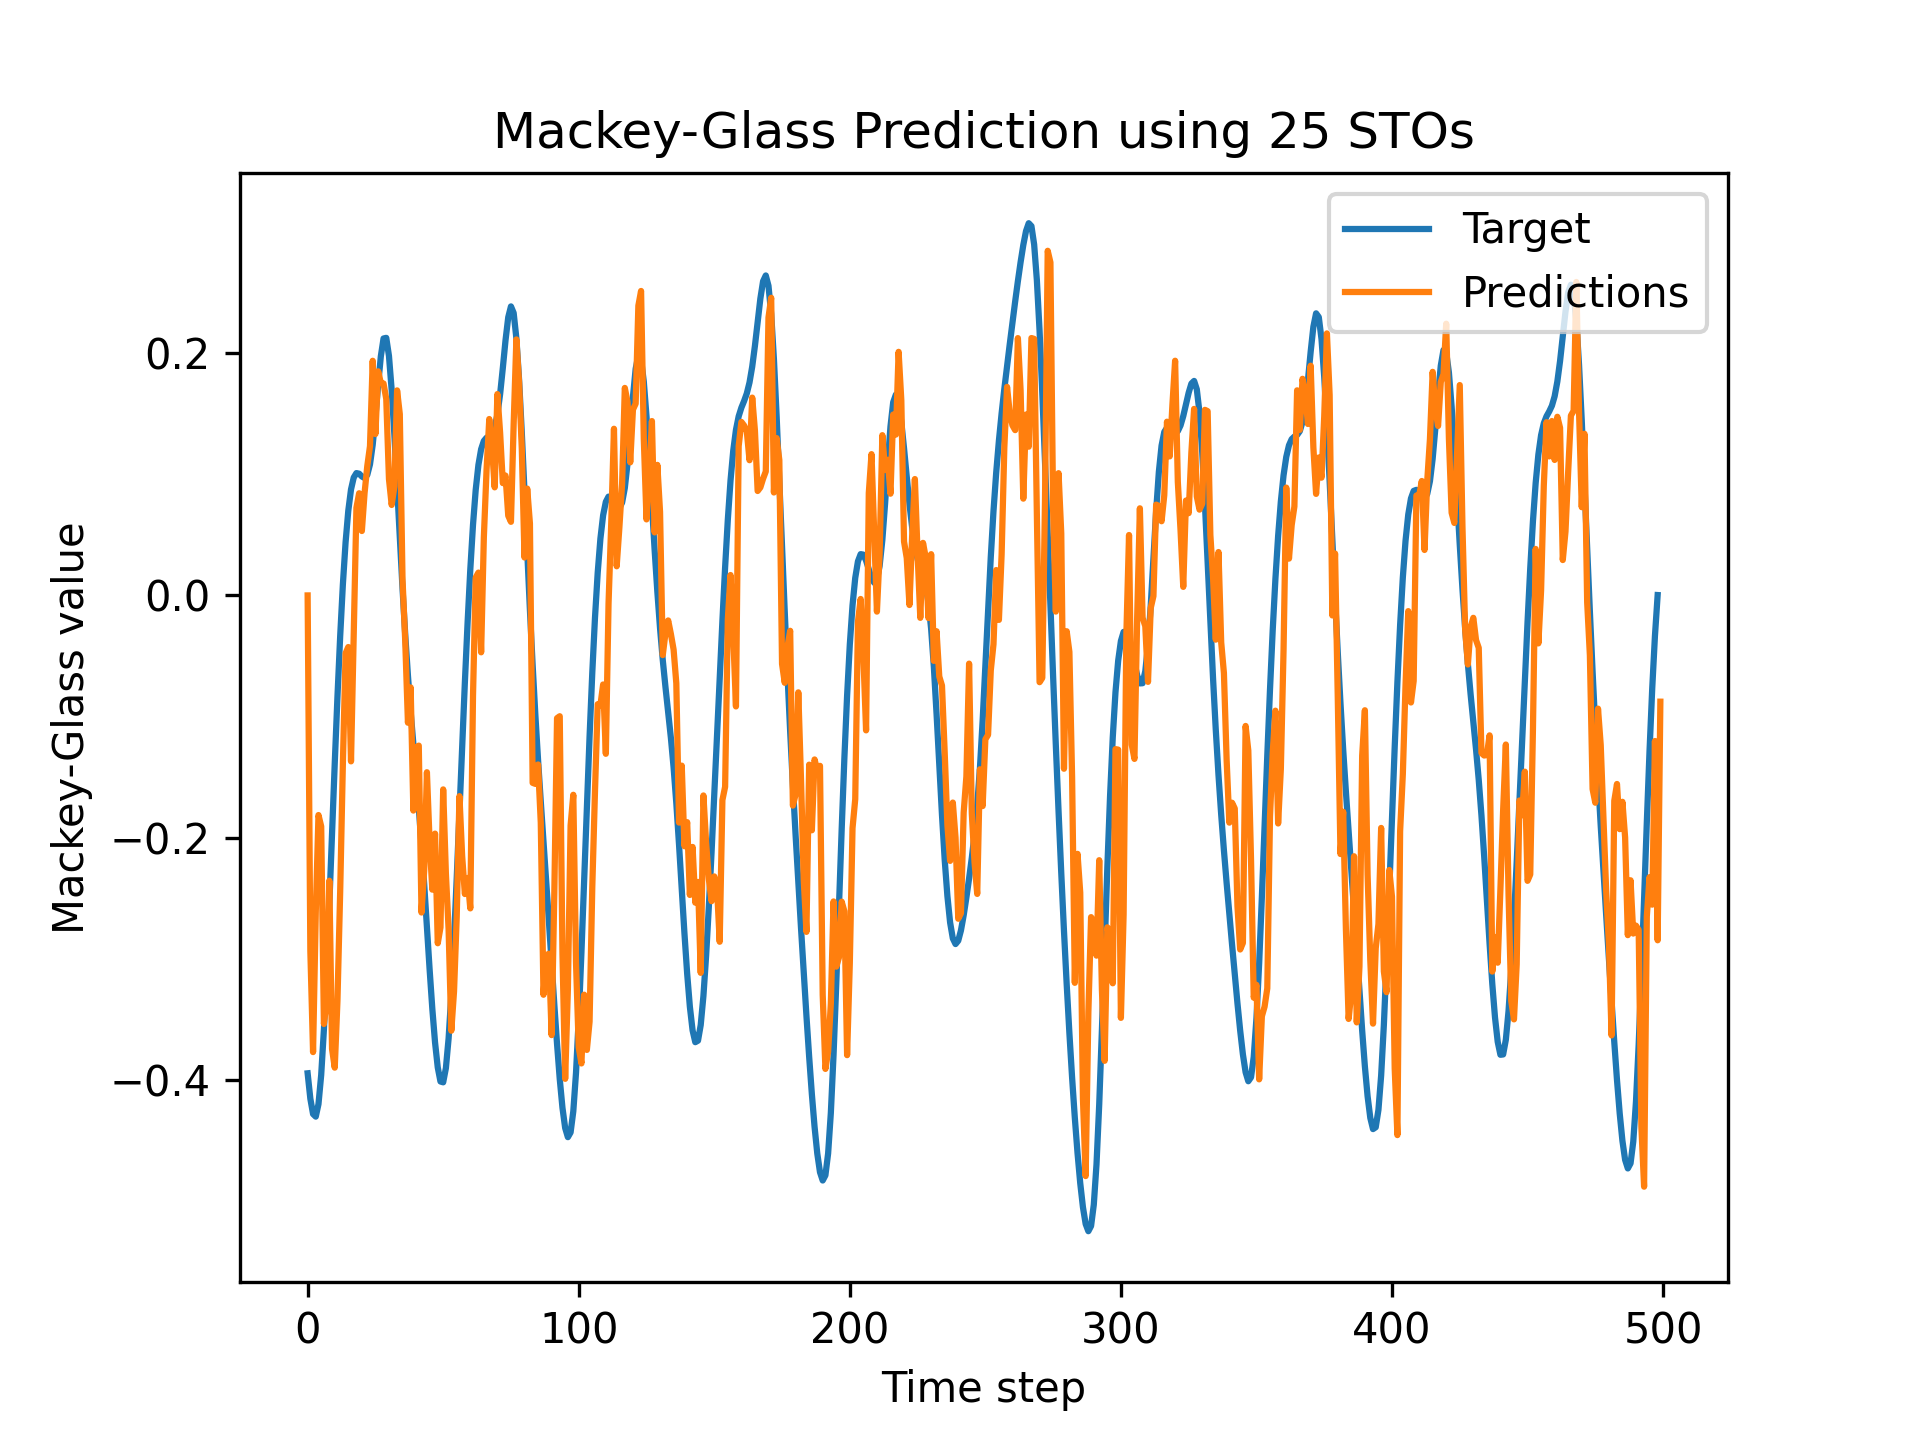 Mackey-Glass Prediction using 25 STOs
Target
Predictions
Mackey-Glass value
0.2
0.0
−0.2
−0.4
0 100 200 300 400 500
Time step